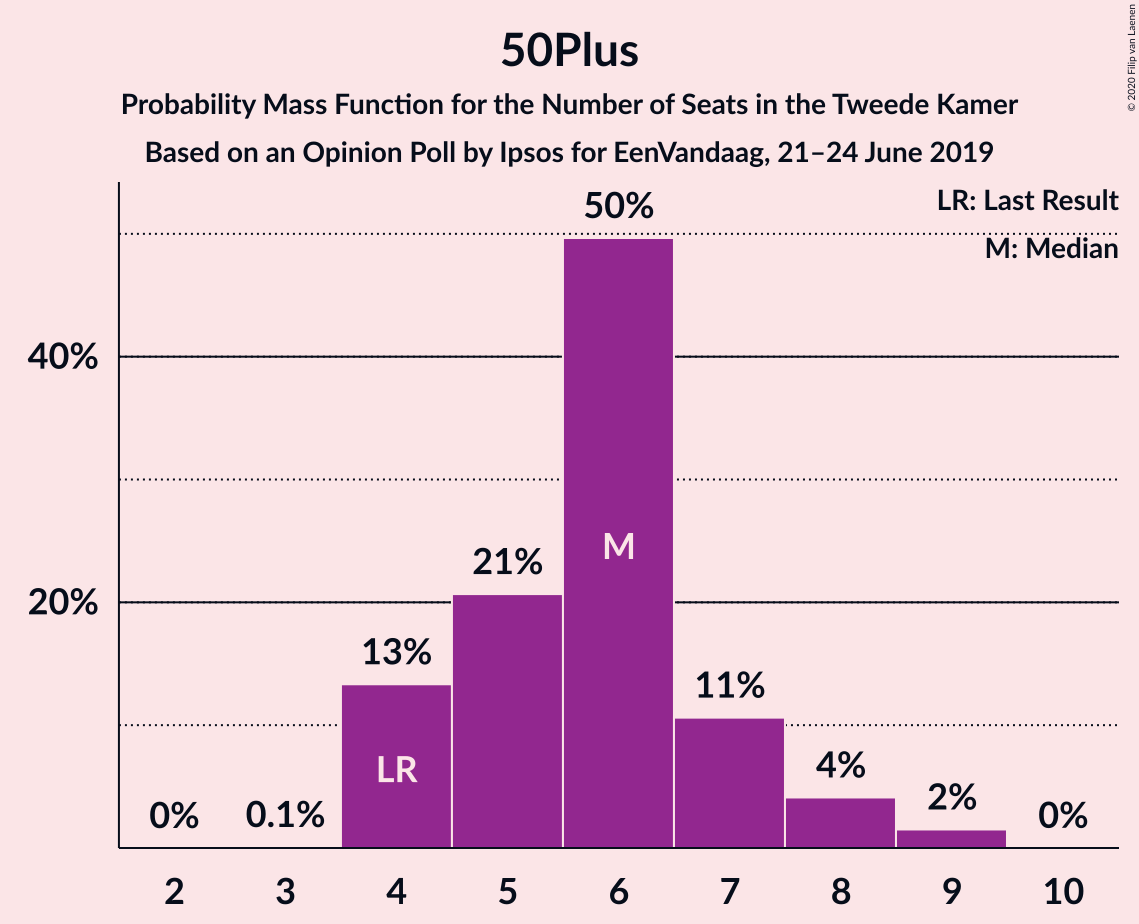 50Plus
Probability Mass Function for the Number of Seats in the Tweede Kamer
Based on an Opinion Poll by Ipsos for EenVandaag, 21–24 June 2019
© 2020 Filip van Laenen
LR: Last Result
M: Median
40%
20%
0%
0.1%
13%
21%
50%
11%
4%
2%
0%
LR
M
2
3
4
5
6
7
8
9
10